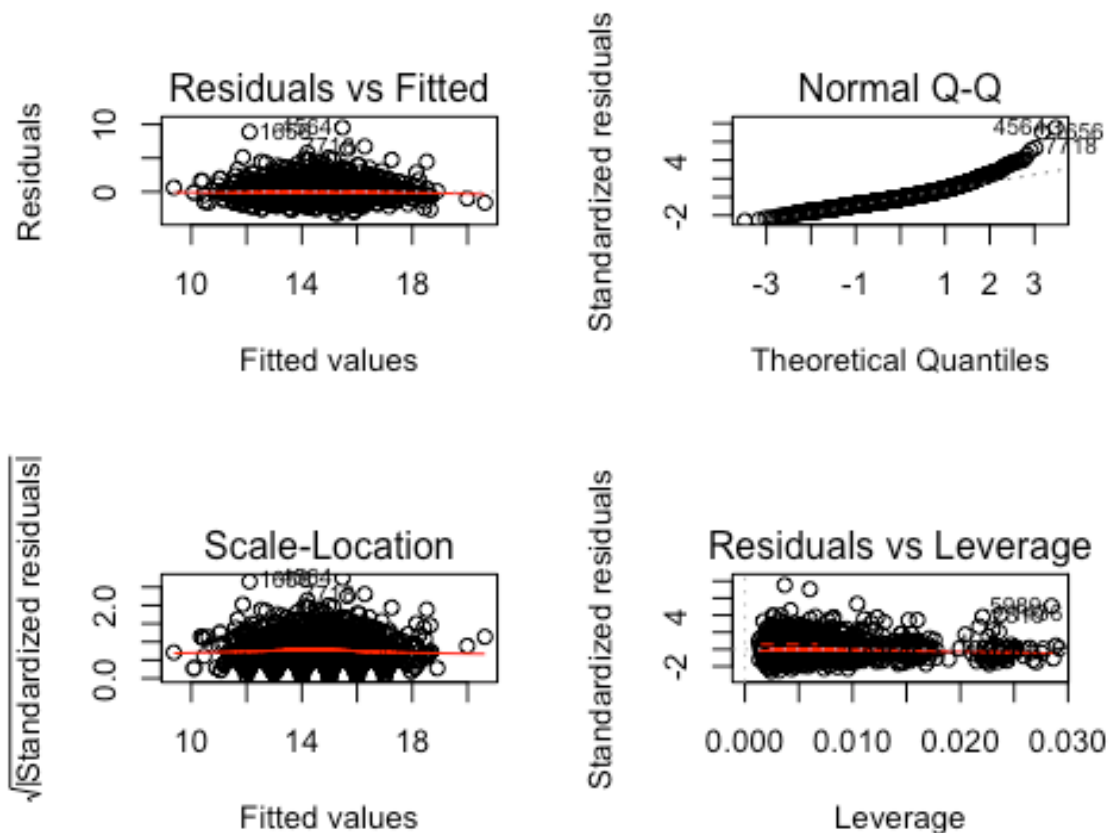 Residuals vs Fitted
Residuals
10
0
10 14 18
Fitted values
Normal Q-Q
Standardized residuals
4
-2
7718
-3 -1 1 2 3
Theoretical Quantiles
Scale-Location
√|Standardized residuals|
2.0
0.0
10 14 18
Fitted values
Residuals vs Leverage
Standardized residuals
4
-2
0.000 0.010 0.020 0.030
Leverage